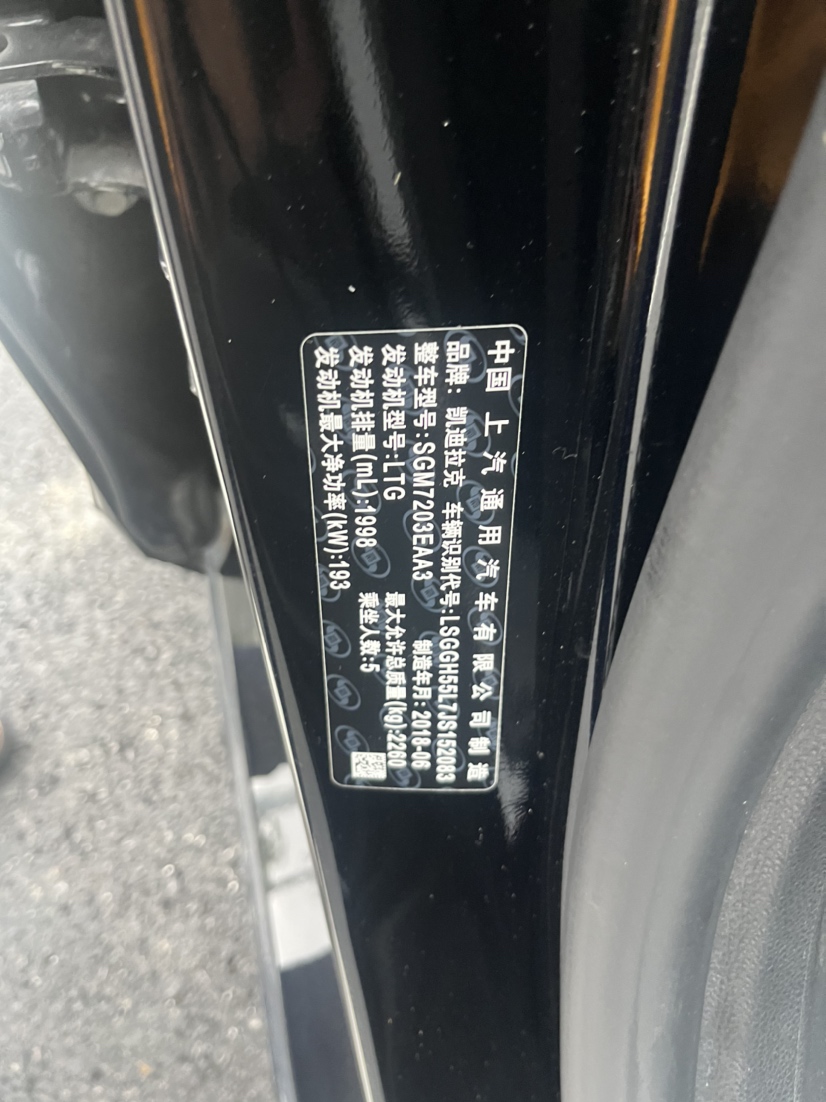 中国 上汽通用汽车有限公司制造
品牌: 凯迪拉克 车辆识别代号:LSGGH55L7JS152083
整车型号:SGM7203EAA3 制造年月: 2018-06
发动机型号:LTG 最大允许总质量(kg):2260
发动机排量(mL):1998 乘坐人数:5
发动机最大净功率(kW):193